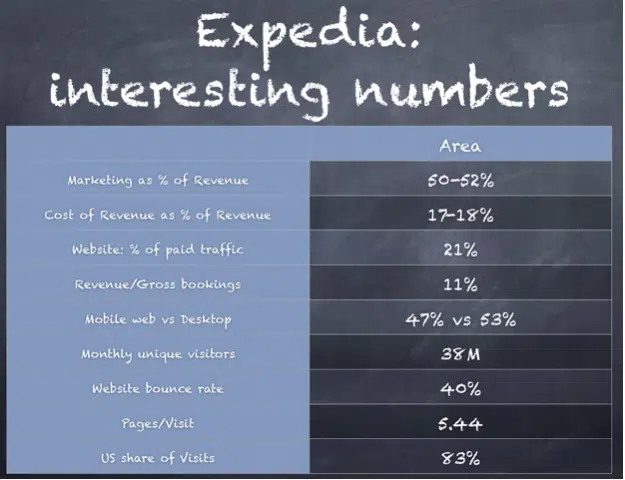 Expedia:
interesting numbers
Area
Marketing as % of Revenue 50-52%
Cost of Revenue as % of Revenue 17-18%
Website: % of paid traffic 21%
Revenue/Gross bookings 11%
Mobile web vs Desktop 47% vs 53%
Monthly unique visitors 38M
Website bounce rate 40%
Pages/Visit 5.44
US share of Visits 83%